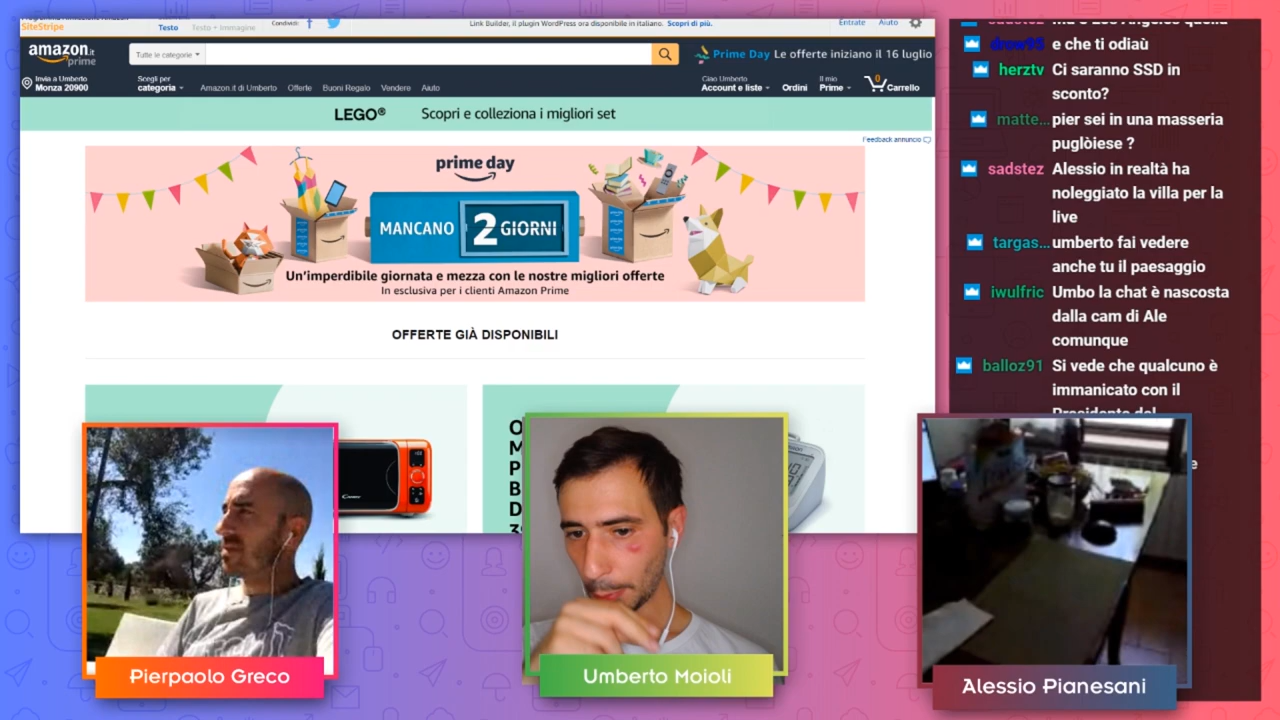 SiteStripe
Testo
Testo + Immagine
Condividi:
Link Builder, il plugin WordPress ora disponibile in italiano. Scopri di più.
Entrate
Aiuto
amazon.it
prime
Tutte le categorie
Prime Day Le offerte iniziano il 16 luglio
Invia a Umberto
Monza 20900
Scegli per
categoria
Amazon.it di Umberto
Offerte
Buoni Regalo
Vendere
Aiuto
Ciao Umberto
Account e liste
Ordini
Il mio
Prime
0
Carrello
LEGO® Scopri e colleziona i migliori set
Feedback annuncio
prime day
MANCANO 2 GIORNI
Un'imperdibile giornata e mezza con le nostre migliori offerte
In esclusiva per i clienti Amazon Prime
OFFERTE GIÀ DISPONIBILI
O
M
P
B
D
sadstez
drow95 e che ti odiaù
herztv Ci saranno SSD in
sconto?
matte... pier sei in una masseria
puglòiese ?
sadstez Alessio in realtà ha
noleggiato la villa per la
live
targas... umberto fai vedere
anche tu il paesaggio
iwulfric Umbo la chat è nascosta
dalla cam di Ale
comunque
balloz91 Si vede che qualcuno è
immanicato con il
Presidente del
e
Pierpaolo Greco
Umberto Moioli
Alessio Pianesani